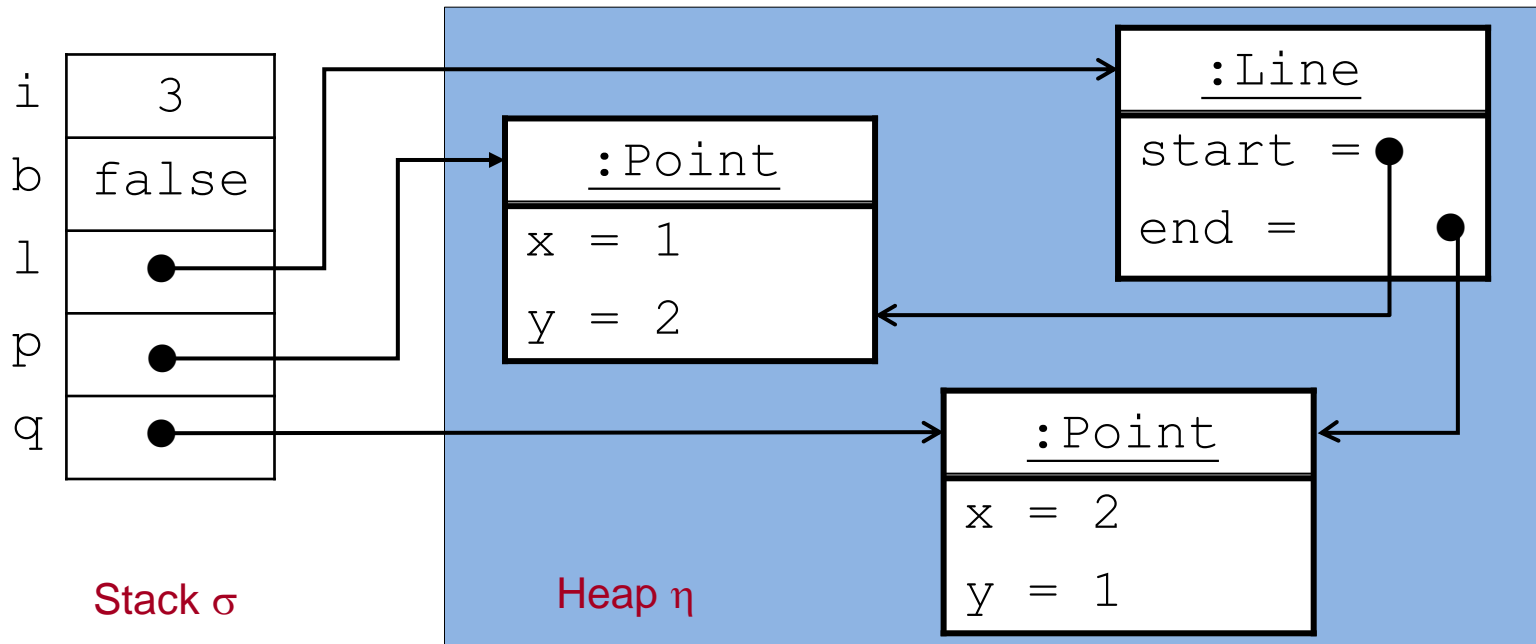 i 3
b false
l
p
q
Stack σ
Heap η
:Point
x = 1
y = 2
:Line
start =
end =
:Point
x = 2
y = 1